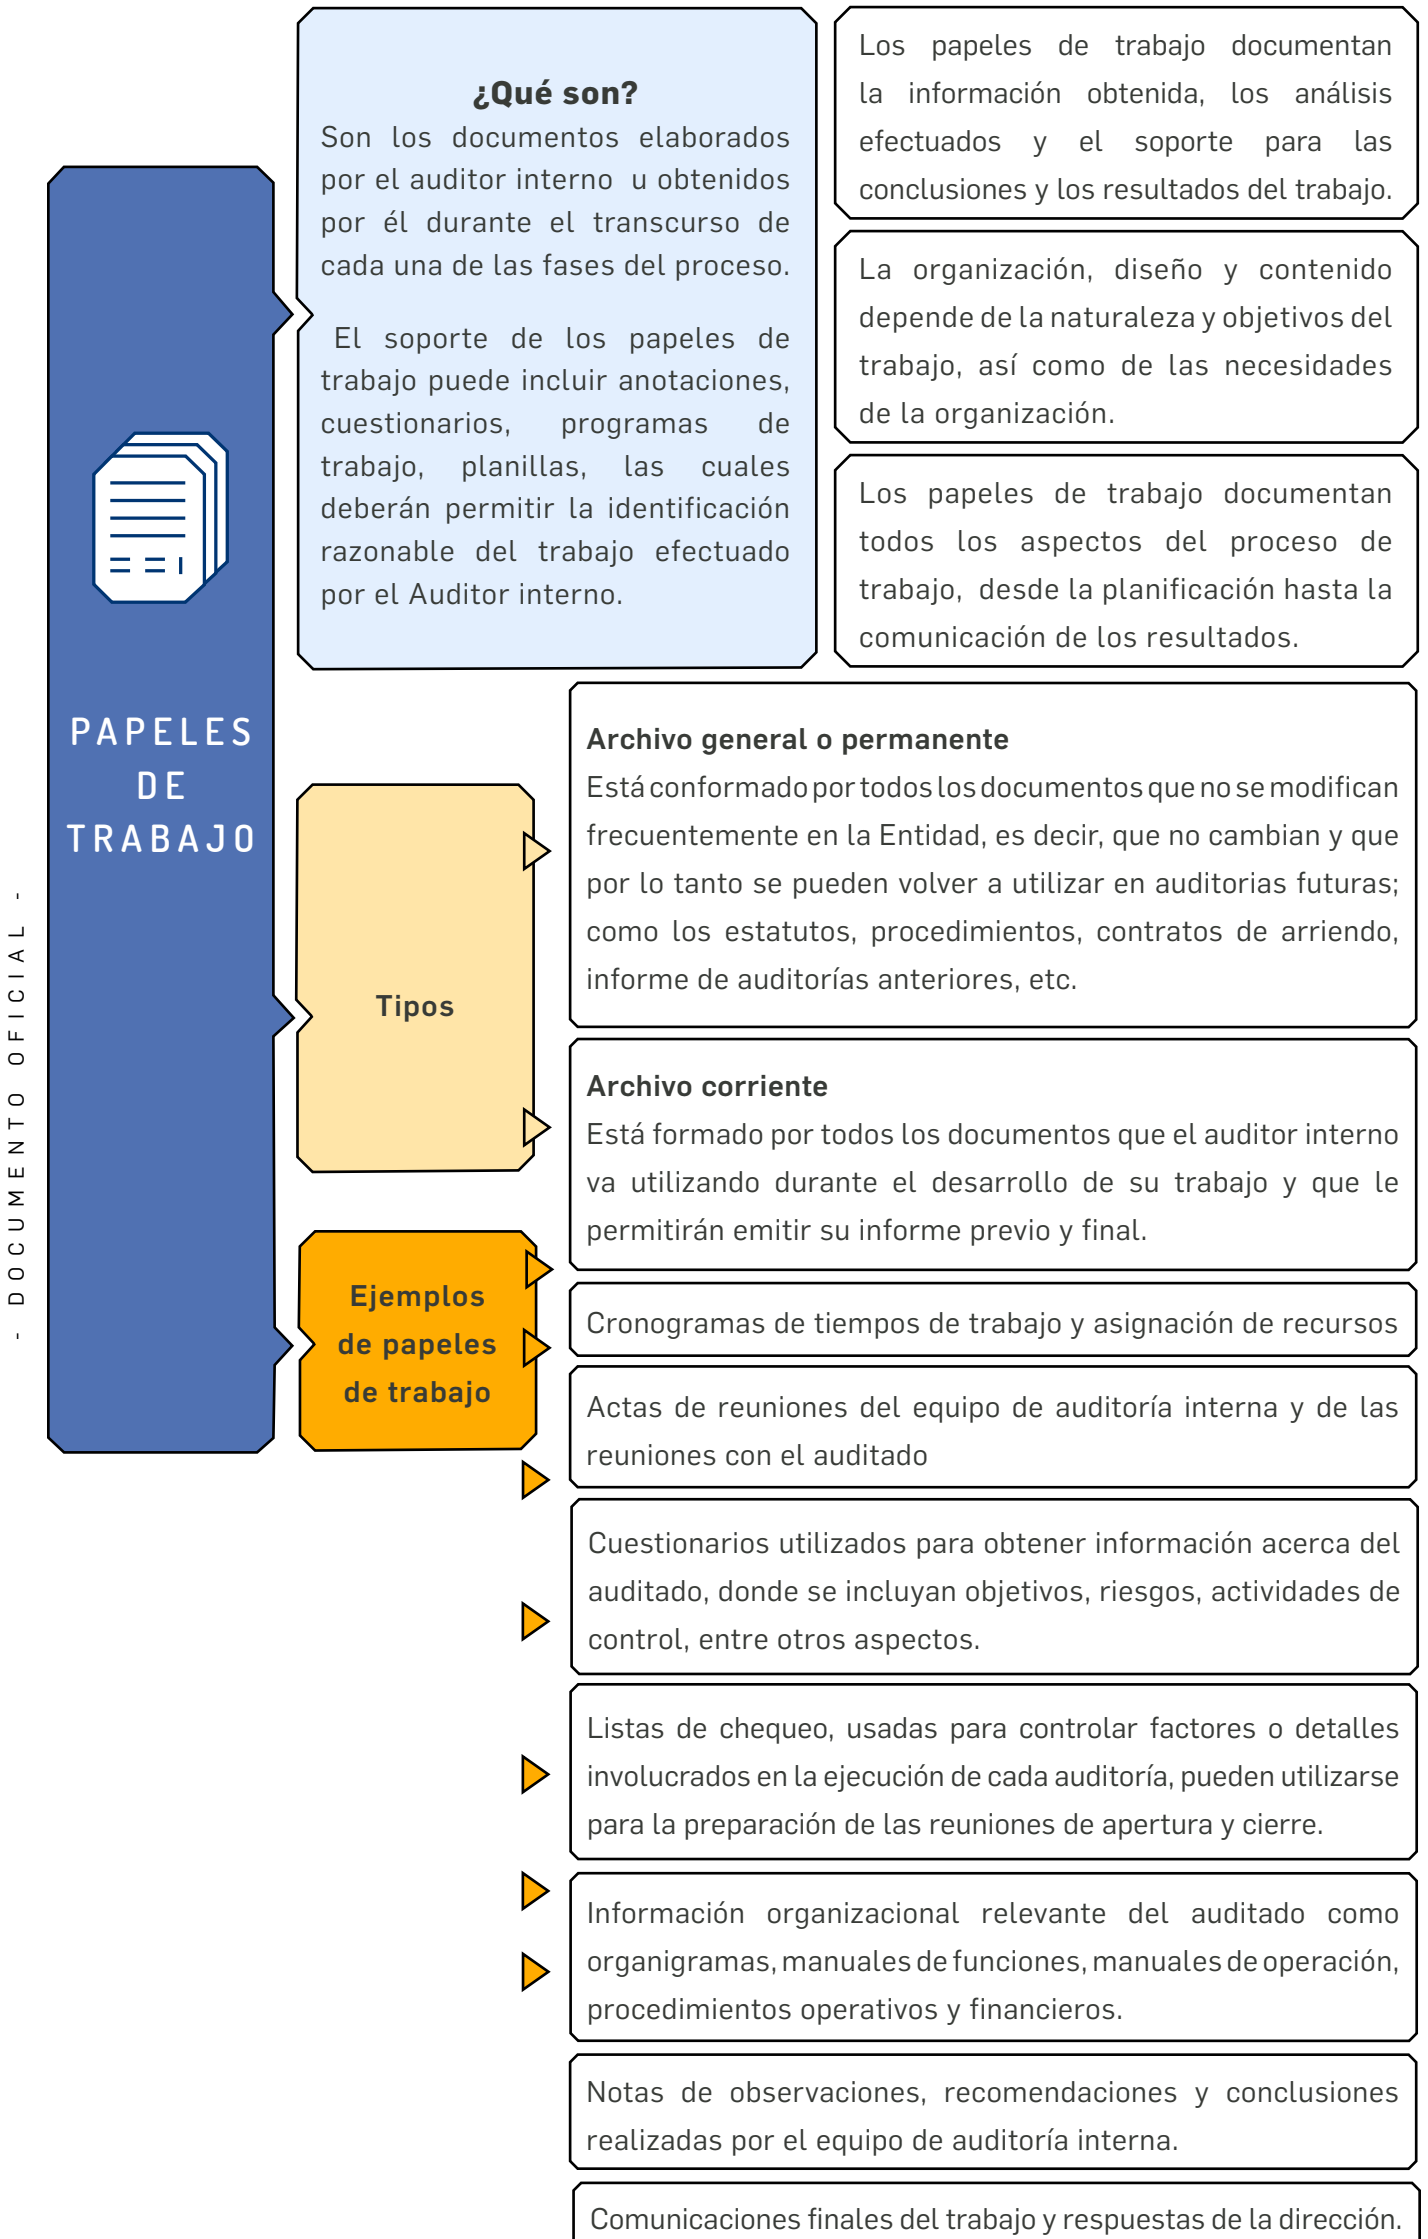 - DOCUMENTO OFICIAL -
PAPELES
DE
TRABAJO
¿Qué son?
Son los documentos elaborados
por el auditor interno u obtenidos
por él durante el transcurso de
cada una de las fases del proceso.
El soporte de los papeles de
trabajo puede incluir anotaciones,
cuestionarios, programas de
trabajo, planillas, las cuales
deberán permitir la identificación
razonable del trabajo efectuado
por el Auditor interno.
Los papeles de trabajo documentan
la información obtenida, los análisis
efectuados y el soporte para las
conclusiones y los resultados del trabajo.
La organización, diseño y contenido
depende de la naturaleza y objetivos del
trabajo, así como de las necesidades
de la organización.
Los papeles de trabajo documentan
todos los aspectos del proceso de
trabajo, desde la planificación hasta la
comunicación de los resultados.
Tipos
Archivo general o permanente
Está conformado por todos los documentos que no se modifican
frecuentemente en la Entidad, es decir, que no cambian y que
por lo tanto se pueden volver a utilizar en auditorias futuras;
como los estatutos, procedimientos, contratos de arriendo,
informe de auditorías anteriores, etc.
Archivo corriente
Está formado por todos los documentos que el auditor interno
va utilizando durante el desarrollo de su trabajo y que le
permitirán emitir su informe previo y final.
Ejemplos
de papeles
de trabajo
Cronogramas de tiempos de trabajo y asignación de recursos
Actas de reuniones del equipo de auditoría interna y de las
reuniones con el auditado
Cuestionarios utilizados para obtener información acerca del
auditado, donde se incluyan objetivos, riesgos, actividades de
control, entre otros aspectos.
Listas de chequeo, usadas para controlar factores o detalles
involucrados en la ejecución de cada auditoría, pueden utilizarse
para la preparación de las reuniones de apertura y cierre.
Información organizacional relevante del auditado como
organigramas, manuales de funciones, manuales de operación,
procedimientos operativos y financieros.
Notas de observaciones, recomendaciones y conclusiones
realizadas por el equipo de auditoría interna.
Comunicaciones finales del trabajo y respuestas de la dirección.